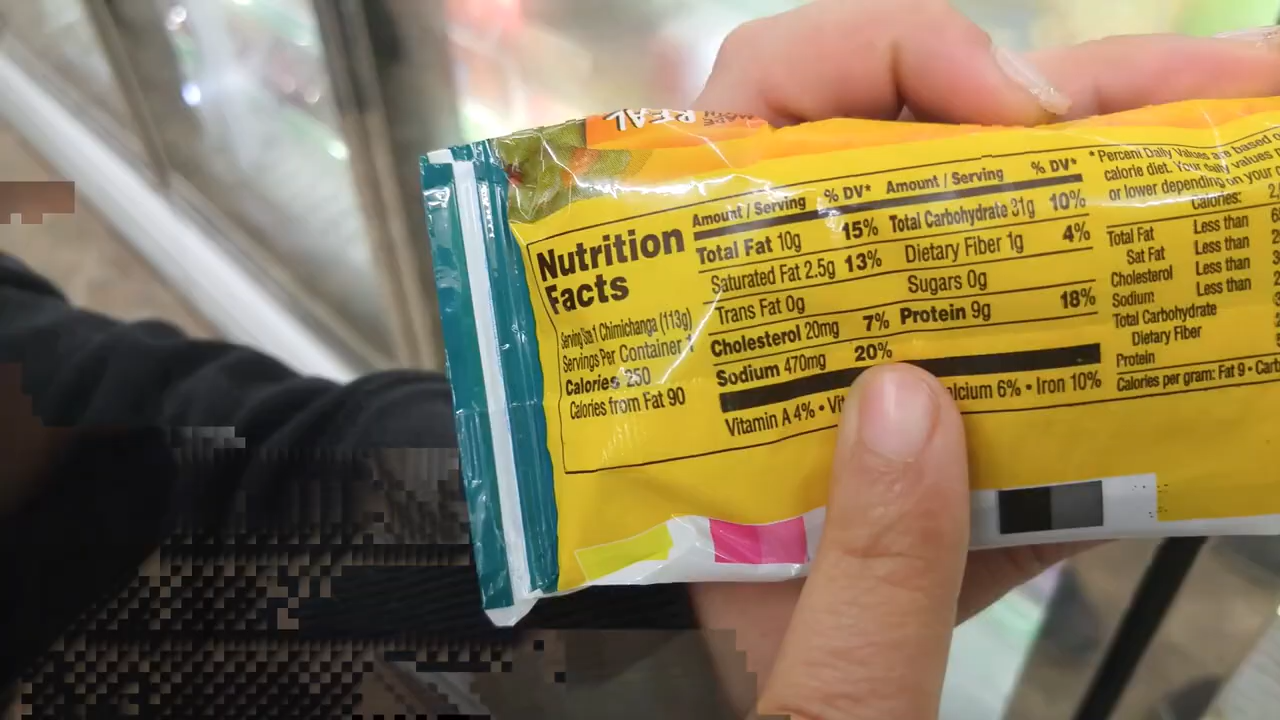 MADE WITH REAL
Nutrition Facts
Serving Size 1 Chimichanga (113g)
Servings Per Container
Calories 250
Calories from Fat 90
Amount / Serving % DV* Amount / Serving % DV*
Total Fat 10g 15% Total Carbohydrate 31g 10%
Saturated Fat 2.5g 13% Dietary Fiber 1g 4%
Trans Fat 0g Sugars 0g
Cholesterol 20mg 7% Protein 9g 18%
Sodium 470mg 20%
Vitamin A 4% • Vit alcium 6% • Iron 10%
* Percent Daily Values are based
calorie diet. Your daily values
or lower depending on your
Calories:
Total Fat Less than
Sat Fat Less than
Cholesterol Less than
Sodium Less than
Total Carbohydrate
Dietary Fiber
Protein
Calories per gram: Fat 9 • Carb